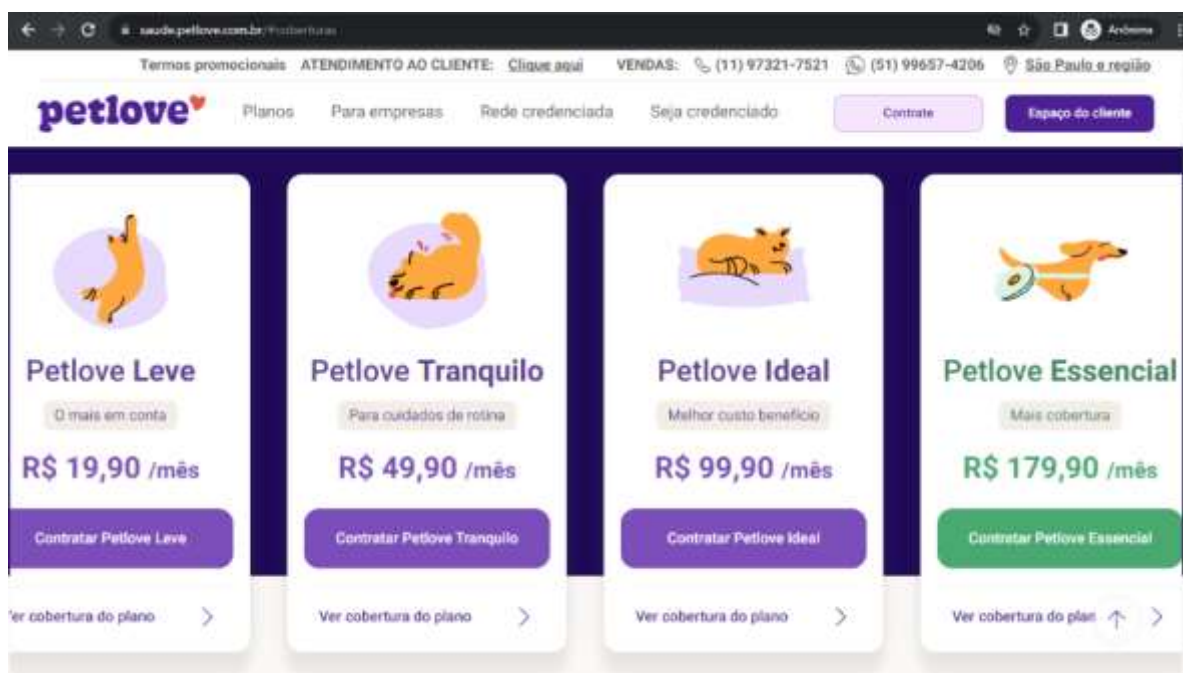 saude.petlove.com.br/#coberturas
Anônima
Termos promocionais ATENDIMENTO AO CLIENTE: Clique aqui VENDAS: (11) 97321-7521 (51) 99657-4206 São Paulo e região
petlove Planos Para empresas Rede credenciada Seja credenciado Contrate Espaço do cliente
Petlove Leve
O mais em conta
R$ 19,90 /mês
Contratar Petlove Leve
er cobertura do plano
Petlove Tranquilo
Para cuidados de rotina
R$ 49,90 /mês
Contratar Petlove Tranquilo
Ver cobertura do plano
Petlove Ideal
Melhor custo benefício
R$ 99,90 /mês
Contratar Petlove Ideal
Ver cobertura do plano
Petlove Essencial
Mais cobertura
R$ 179,90 /mês
Contratar Petlove Essencial
Ver cobertura do plan